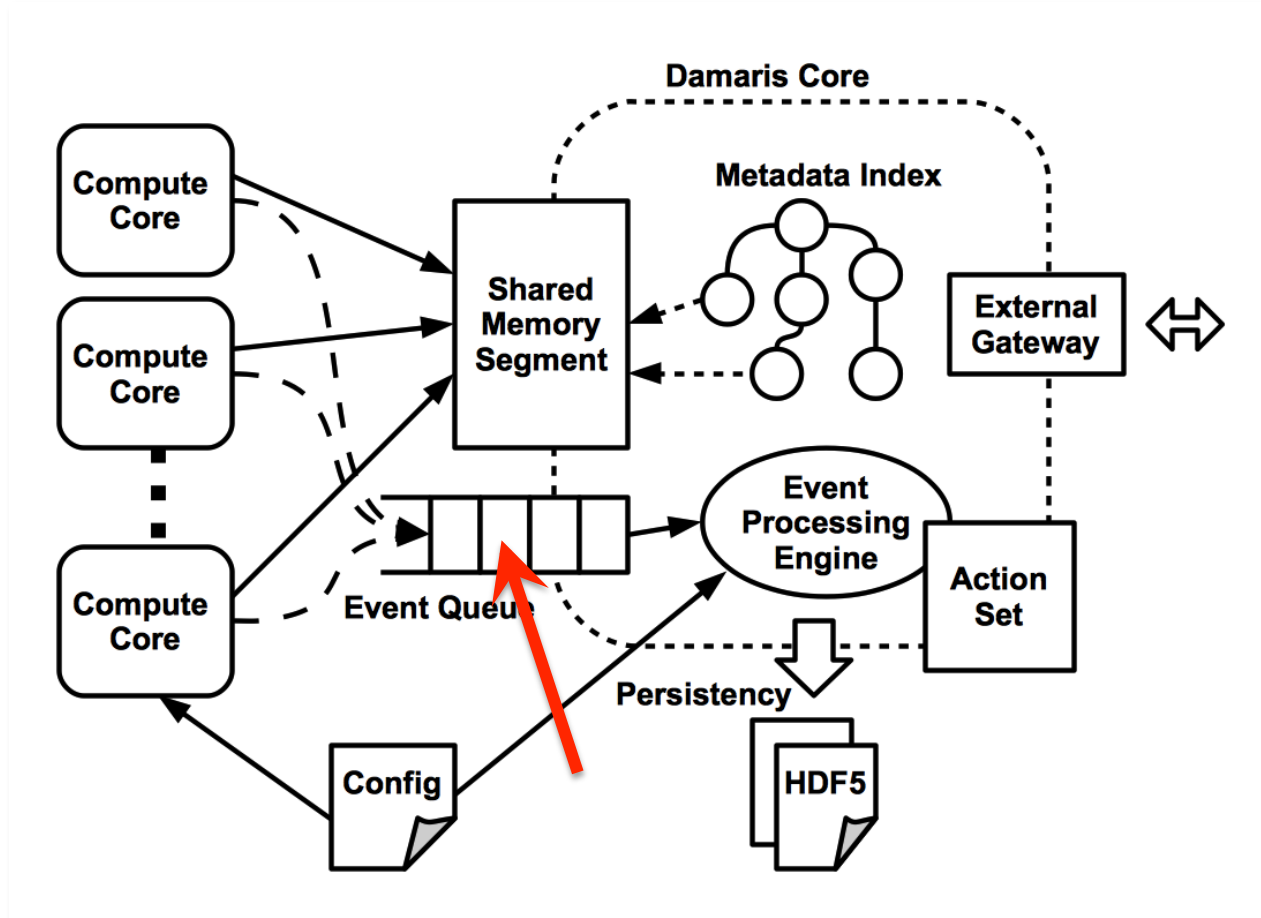 Damaris Core
Compute
Core
Metadata Index
Shared
Memory
Segment
External
Gateway
Compute
Core
Event
Processing
Engine
Action
Set
Compute
Core
Event Queue
Persistency
Config
HDF5